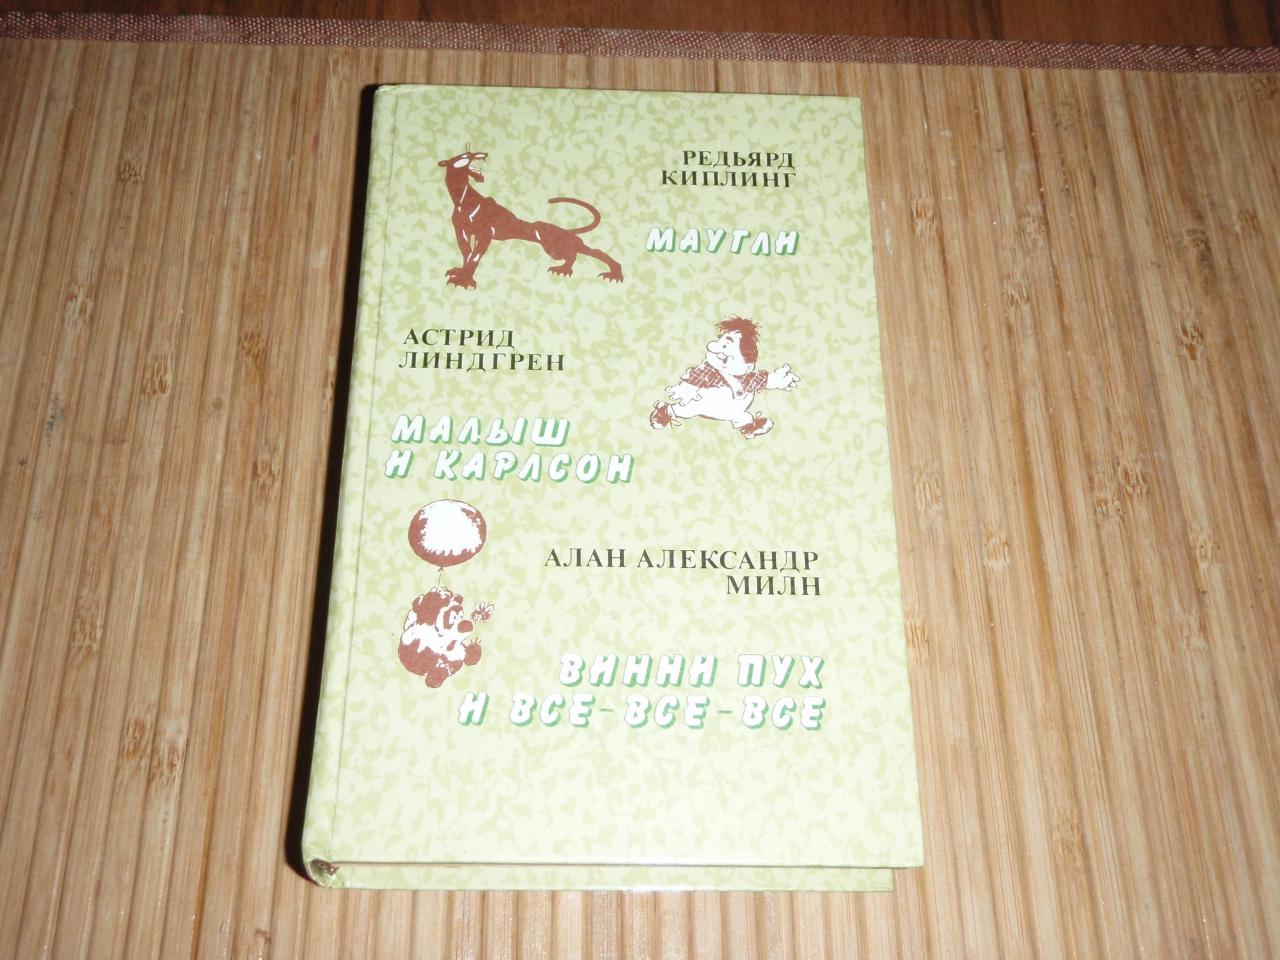 РЕДЬЯРД
КИПЛИНГ
МАУГЛИ
АСТРИД
ЛИНДГРЕН
МАЛЫШ
И КАРЛСОН
АЛАН АЛЕКСАНДР
МИЛН
ВИННИ ПУХ
И ВСЕ-ВСЕ-ВСЕ